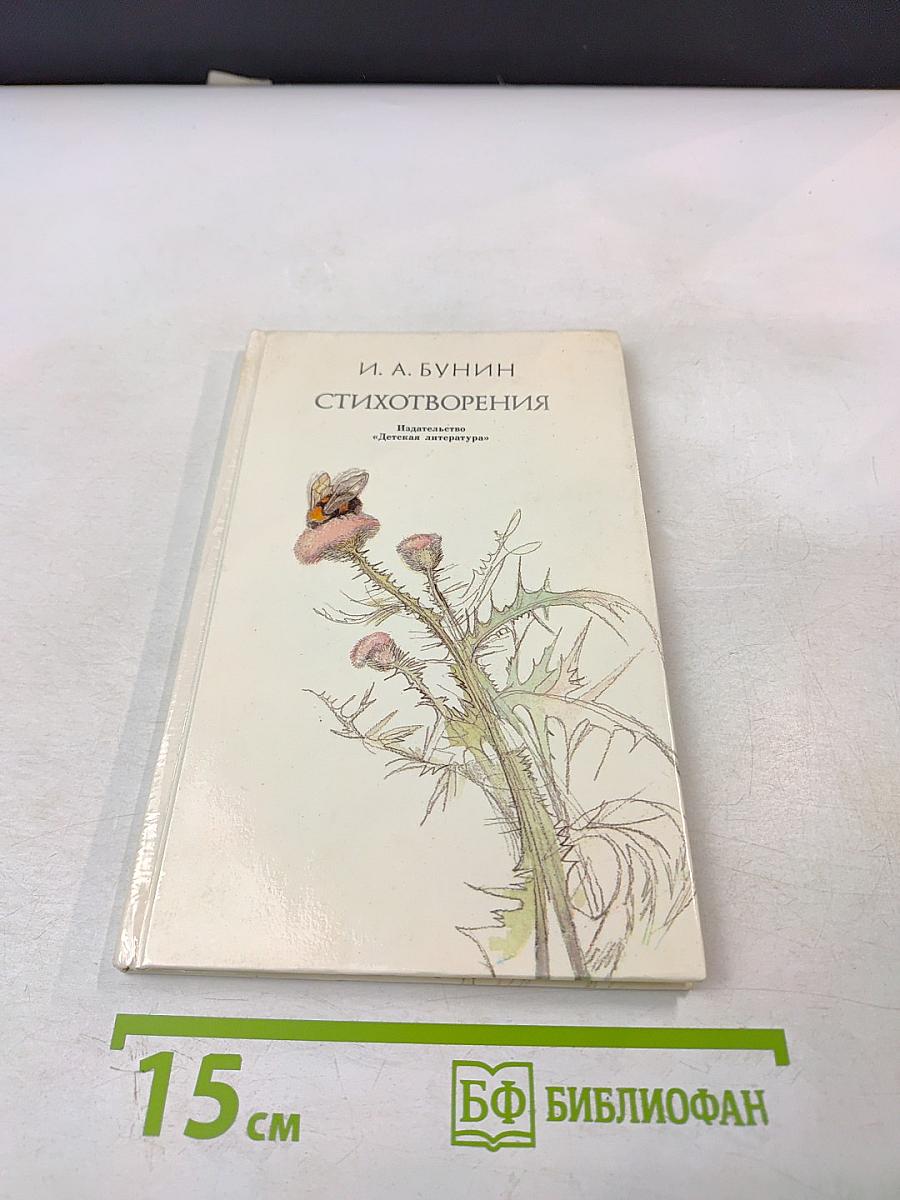 И. А. БУНИН
СТИХОТВОРЕНИЯ
Издательство
«Детская литература»
15 см
БФ БИБЛИОФАН